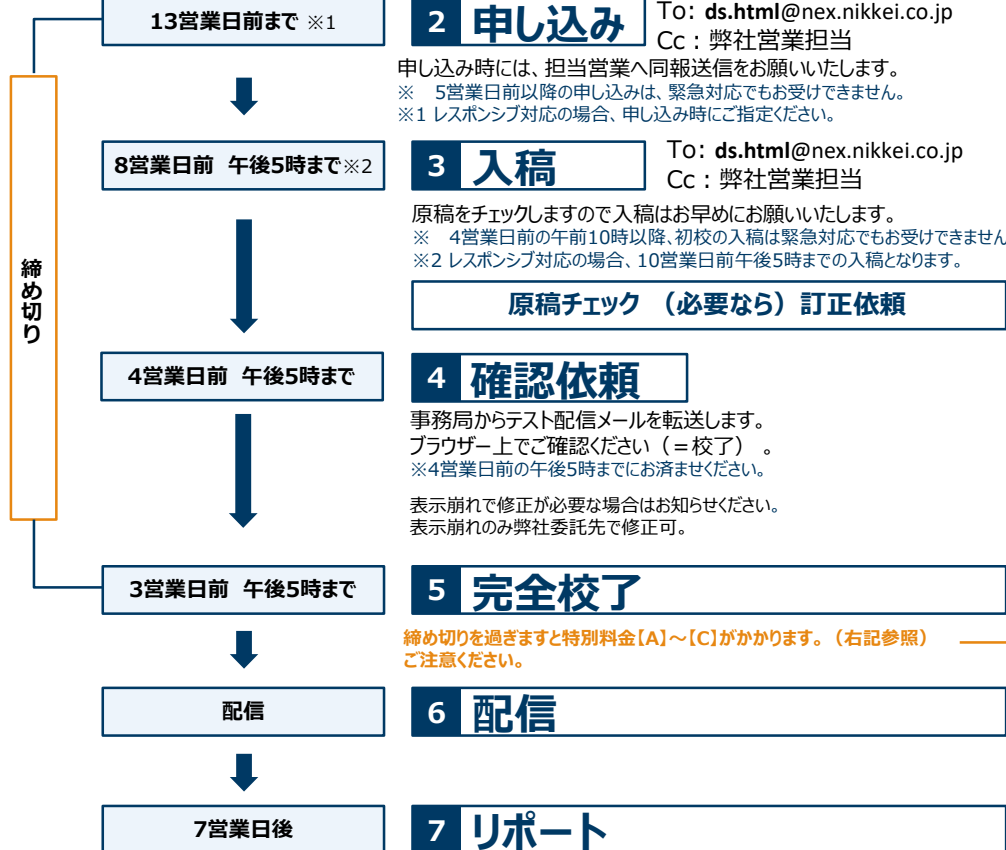 13営業日前まで ※1
2 申し込み
To: ds.html@nex.nikkei.co.jp
Cc：弊社営業担当
申し込み時には、担当営業へ同報送信をお願いいたします。
※ 5営業日前以降の申し込みは、緊急対応でもお受けできません。
※1 レスポンシブ対応の場合、申し込み時にご指定ください。
8営業日前 午後5時まで※2
3 入稿
To: ds.html@nex.nikkei.co.jp
Cc：弊社営業担当
原稿をチェックしますので入稿はお早めにお願いいたします。
※ 4営業日前の午前10時以降、初校の入稿は緊急対応でもお受けできません
※2 レスポンシブ対応の場合、10営業日前午後5時までの入稿となります。
原稿チェック （必要なら）訂正依頼
締め切り
4営業日前 午後5時まで
4 確認依頼
事務局からテスト配信メールを転送します。
ブラウザー上でご確認ください（＝校了）。
※4営業日前の午後5時までにお済ませください。
表示崩れで修正が必要な場合はお知らせください。
表示崩れのみ弊社委託先で修正可。
3営業日前 午後5時まで
5 完全校了
締め切りを過ぎますと特別料金【A】～【C】がかかります。（右記参照）
ご注意ください。
配信
6 配信
7営業日後
7 リポート